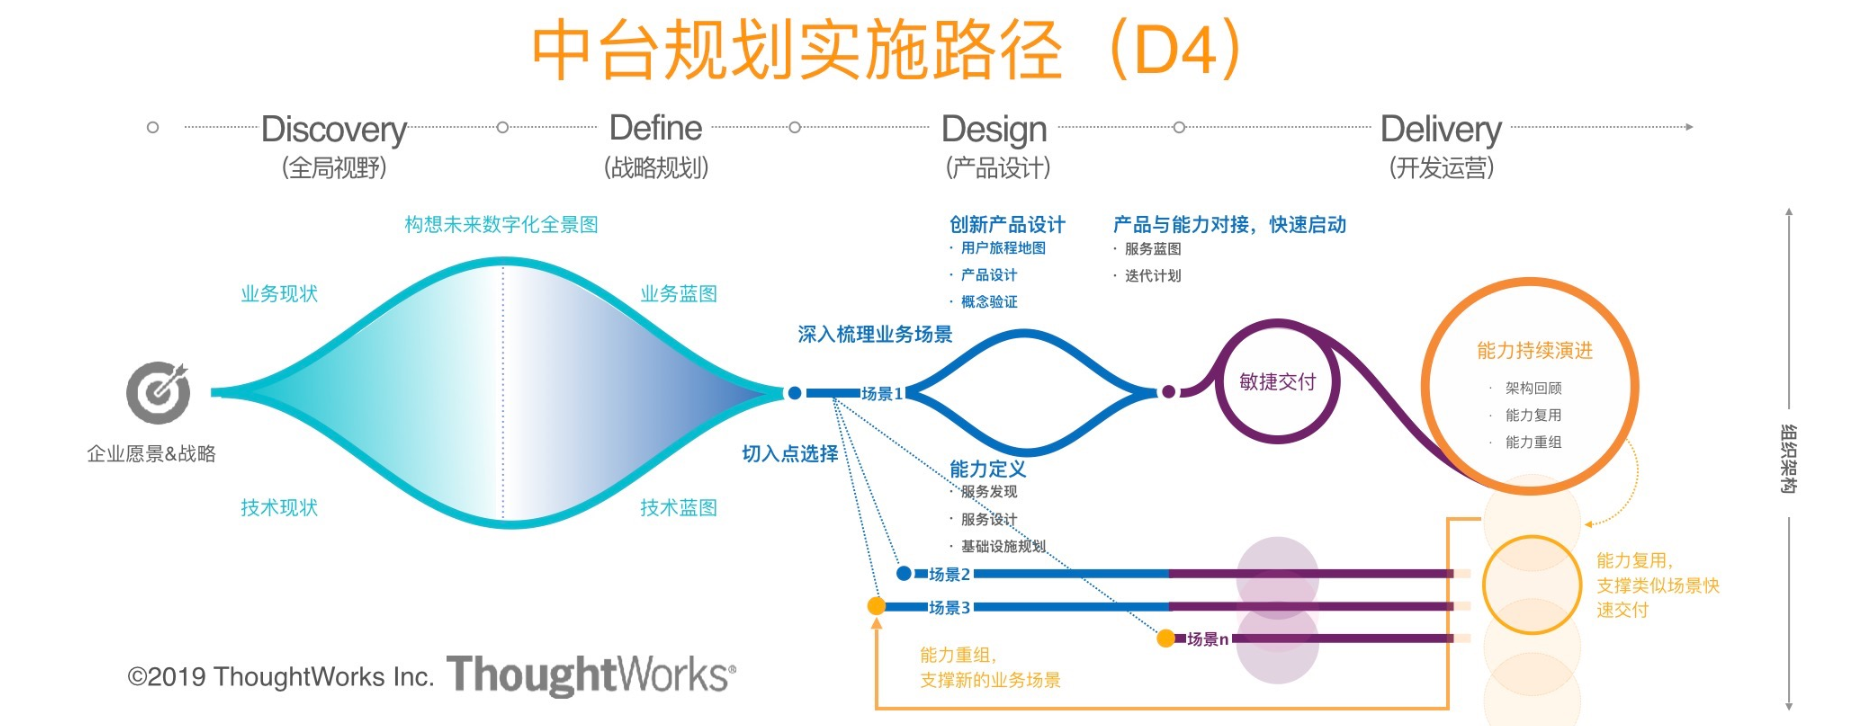 中台规划实施路径（D4）
Discovery
(全局视野)
Define
(战略规划)
Design
(产品设计)
Delivery
(开发运营)
构想未来数字化全景图
业务现状
业务蓝图
企业愿景&战略
技术现状
技术蓝图
创新产品设计
· 用户旅程地图
· 产品设计
· 概念验证
产品与能力对接，快速启动
· 服务蓝图
· 迭代计划
深入梳理业务场景
场景1
切入点选择
能力定义
· 服务发现
· 服务设计
· 基础设施规划
敏捷交付
能力持续演进
· 架构回顾
· 能力复用
· 能力重组
组织架构
场景2
场景3
场景n
能力复用，
支撑类似场景快
速交付
能力重组，
支撑新的业务场景
©2019 ThoughtWorks Inc. ThoughtWorks®